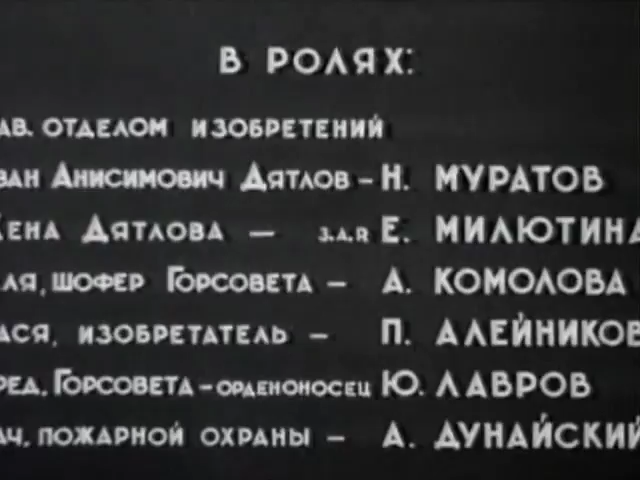 В РОЛЯХ:
АВ. ОТДЕЛОМ ИЗОБРЕТЕНИЙ
ВАН АНИСИМОВИЧ ДЯТЛОВ – Н. МУРАТОВ
ЕНА ДЯТЛОВА – З.А.Р Е. МИЛЮТИНА
ЛЯ, ШОФЕР ГОРСОВЕТА – А. КОМОЛОВА
АСЯ, ИЗОБРЕТАТЕЛЬ – П. АЛЕЙНИКОВ
РЕД. ГОРСОВЕТА – ОРДЕНОНОСЕЦ Ю. ЛАВРОВ
АЧ. ПОЖАРНОЙ ОХРАНЫ – А. ДУНАЙСКИЙ